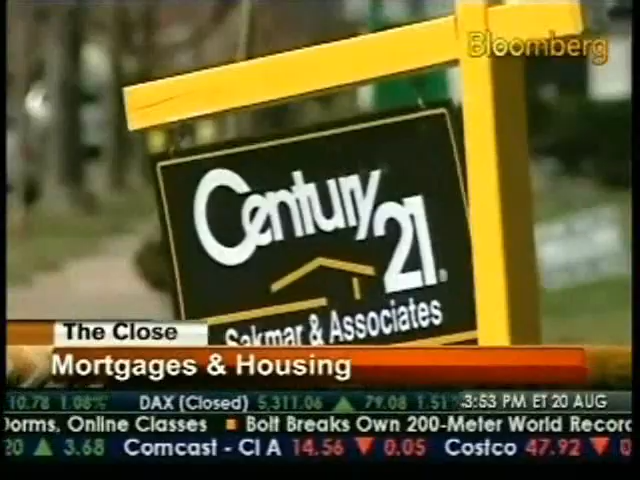 Bloomberg
Century 21
Sakmar & Associates
The Close
Mortgages & Housing
10.78 1.08% DAX (Closed) 5,311.06 79.08 1.51% 3:53 PM ET 20 AUG
Dorms, Online Classes Bolt Breaks Own 200-Meter World Record
20 3.68 Comcast - Cl A 14.56 0.05 Costco 47.92 0